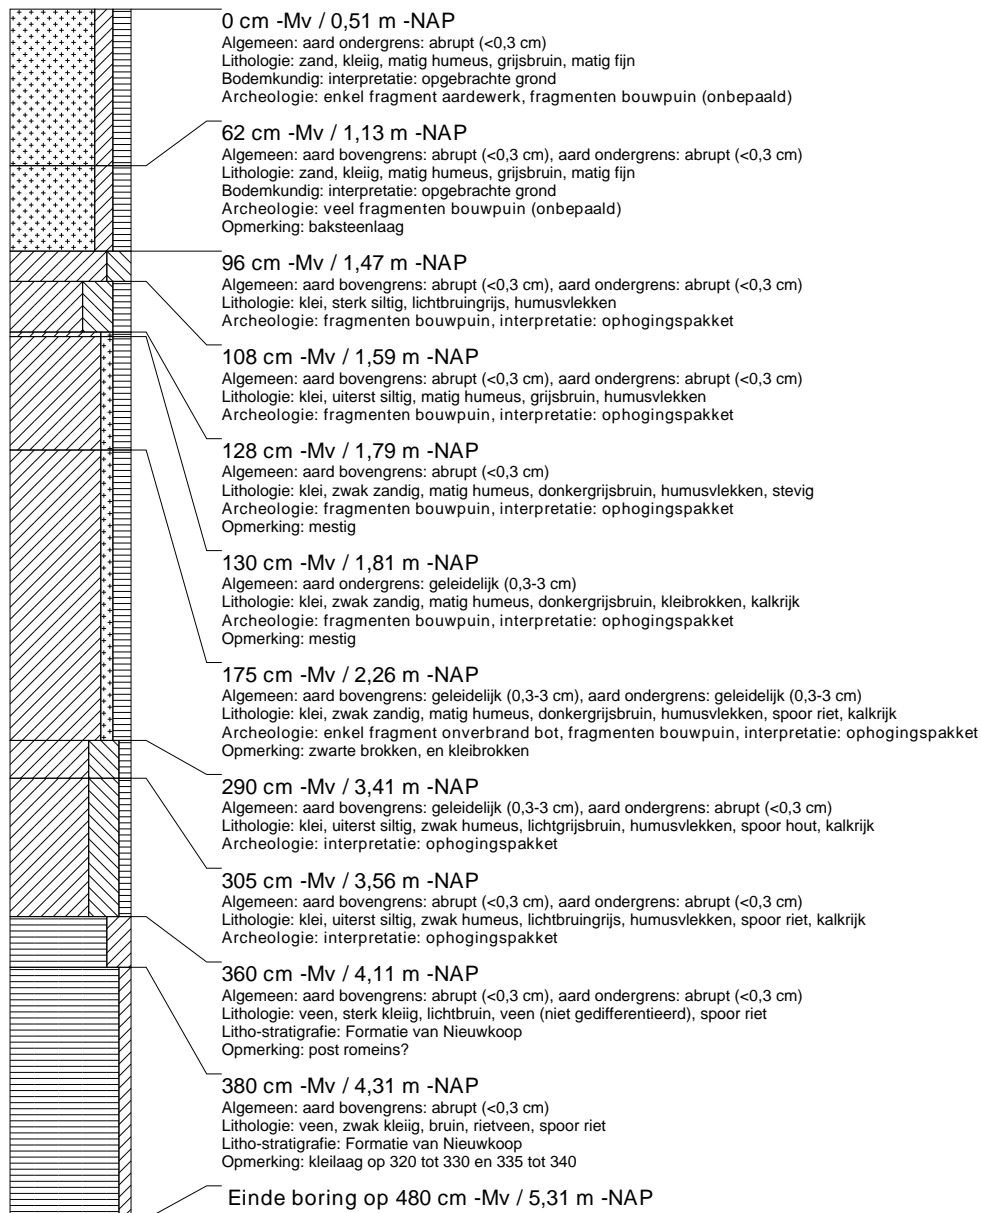 0 cm -Mv / 0,51 m -NAP
Algemeen: aard ondergrens: abrupt (<0,3 cm)
Lithologie: zand, kleiig, matig humeus, grijsbruin, matig fijn
Bodemkundig: interpretatie: opgebrachte grond
Archeologie: enkel fragment aardewerk, fragmenten bouwpuin (onbepaald)
62 cm -Mv / 1,13 m -NAP
Algemeen: aard bovengrens: abrupt (<0,3 cm), aard ondergrens: abrupt (<0,3 cm)
Lithologie: zand, kleiig, matig humeus, grijsbruin, matig fijn
Bodemkundig: interpretatie: opgebrachte grond
Archeologie: veel fragmenten bouwpuin (onbepaald)
Opmerking: baksteenlaag
96 cm -Mv / 1,47 m -NAP
Algemeen: aard bovengrens: abrupt (<0,3 cm), aard ondergrens: abrupt (<0,3 cm)
Lithologie: klei, sterk siltig, lichtbruingrijs, humusvlekken
Archeologie: fragmenten bouwpuin, interpretatie: ophogingspakket
108 cm -Mv / 1,59 m -NAP
Algemeen: aard bovengrens: abrupt (<0,3 cm), aard ondergrens: abrupt (<0,3 cm)
Lithologie: klei, uiterst siltig, matig humeus, grijsbruin, humusvlekken
Archeologie: fragmenten bouwpuin, interpretatie: ophogingspakket
128 cm -Mv / 1,79 m -NAP
Algemeen: aard bovengrens: abrupt (<0,3 cm)
Lithologie: klei, zwak zandig, matig humeus, donkergrijsbruin, humusvlekken, stevig
Archeologie: fragmenten bouwpuin, interpretatie: ophogingspakket
Opmerking: mestig
130 cm -Mv / 1,81 m -NAP
Algemeen: aard ondergrens: geleidelijk (0,3-3 cm)
Lithologie: klei, zwak zandig, matig humeus, donkergrijsbruin, kleibrokken, kalkrijk
Archeologie: fragmenten bouwpuin, interpretatie: ophogingspakket
Opmerking: mestig
175 cm -Mv / 2,26 m -NAP
Algemeen: aard bovengrens: geleidelijk (0,3-3 cm), aard ondergrens: geleidelijk (0,3-3 cm)
Lithologie: klei, zwak zandig, matig humeus, donkergrijsbruin, humusvlekken, spoor riet, kalkrijk
Archeologie: enkel fragment onverbrand bot, fragmenten bouwpuin, interpretatie: ophogingspakket
Opmerking: zwarte brokken, en kleibrokken
290 cm -Mv / 3,41 m -NAP
Algemeen: aard bovengrens: geleidelijk (0,3-3 cm), aard ondergrens: abrupt (<0,3 cm)
Lithologie: klei, uiterst siltig, zwak humeus, lichtgrijsbruin, humusvlekken, spoor hout, kalkrijk
Archeologie: interpretatie: ophogingspakket
305 cm -Mv / 3,56 m -NAP
Algemeen: aard bovengrens: abrupt (<0,3 cm), aard ondergrens: abrupt (<0,3 cm)
Lithologie: klei, uiterst siltig, zwak humeus, lichtbruingrijs, humusvlekken, spoor riet, kalkrijk
Archeologie: interpretatie: ophogingspakket
360 cm -Mv / 4,11 m -NAP
Algemeen: aard bovengrens: abrupt (<0,3 cm), aard ondergrens: abrupt (<0,3 cm)
Lithologie: veen, sterk kleiig, lichtbruin, veen (niet gedifferentieerd), spoor riet
Litho-stratigrafie: Formatie van Nieuwkoop
Opmerking: post romeins?
380 cm -Mv / 4,31 m -NAP
Algemeen: aard bovengrens: abrupt (<0,3 cm)
Lithologie: veen, zwak kleiig, bruin, rietveen, spoor riet
Litho-stratigrafie: Formatie van Nieuwkoop
Opmerking: kleilaag op 320 tot 330 en 335 tot 340
Einde boring op 480 cm -Mv / 5,31 m -NAP